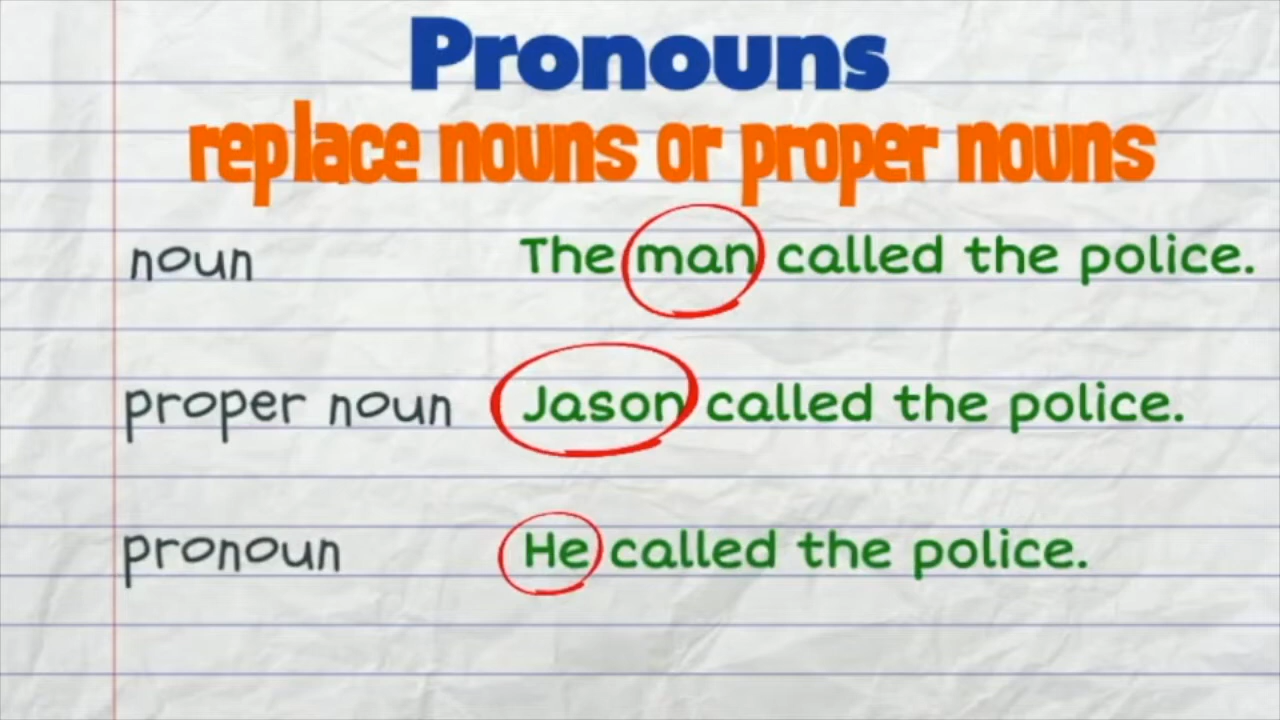 Pronouns
replace nouns or proper nouns
noun The man called the police.
proper noun Jason called the police.
pronoun He called the police.